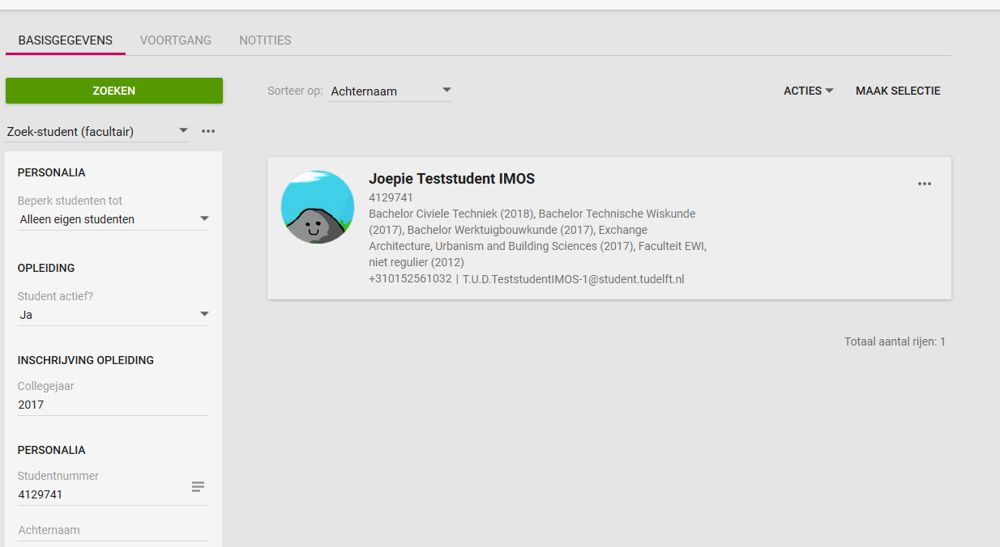 BASISGEGEVENS VOORTGANG NOTITIES
ZOEKEN
Sorteer op: Achternaam
ACTIES MAAK SELECTIE
Zoek-student (facultair)
PERSONALIA
Beperk studenten tot
Alleen eigen studenten
OPLEIDING
Student actief?
Ja
INSCHRIJVING OPLEIDING
Collegejaar
2017
PERSONALIA
Studentnummer
4129741
Achternaam
Joepie Teststudent IMOS
4129741
Bachelor Civiele Techniek (2018), Bachelor Technische Wiskunde
(2017), Bachelor Werktuigbouwkunde (2017), Exchange
Architecture, Urbanism and Building Sciences (2017), Faculteit EWI,
niet regulier (2012)
+310152561032 | T.U.D.TeststudentIMOS-1@student.tudelft.nl
Totaal aantal rijen: 1